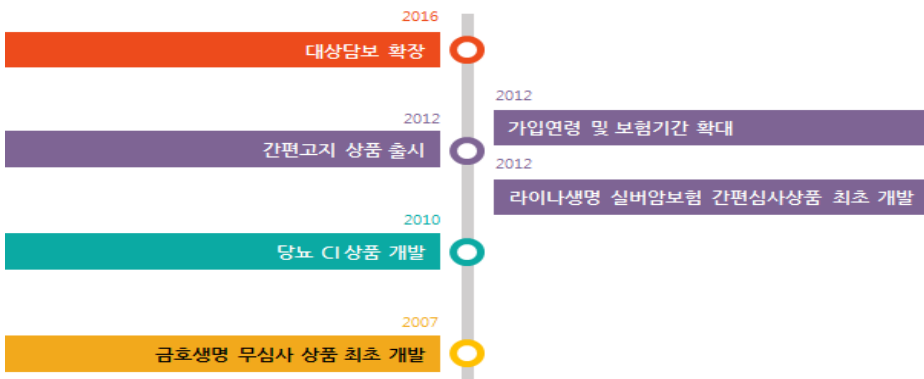 2016
대상담보 확장
2012
간편고지 상품 출시
2012
가입연령 및 보험기간 확대
2012
라이나생명 실버암보험 간편심사상품 최초 개발
2010
당뇨 CI 상품 개발
2007
금호생명 무심사 상품 최초 개발